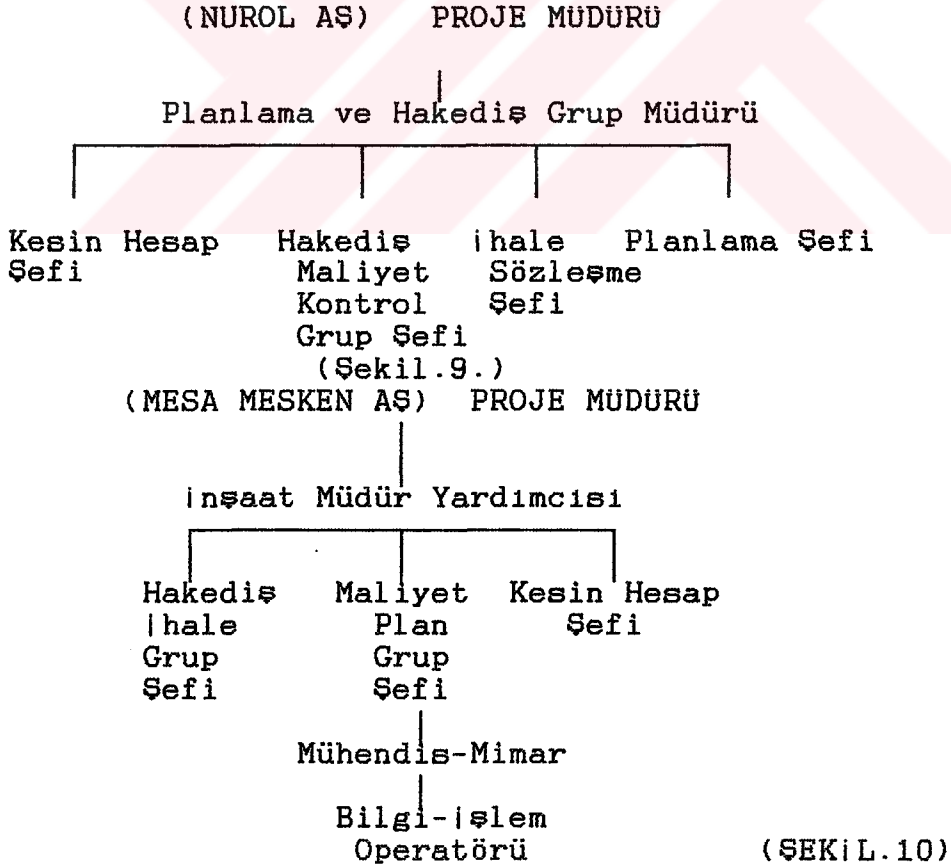 (NUROL AŞ) PROJE MÜDÜRÜ
Planlama ve Hakediş Grup Müdürü
Kesin Hesap Hakediş İhale Planlama Şefi
Şefi Maliyet Sözleşme
Kontrol Şefi
Grup Şefi
(Şekil.9.)
(MESA MESKEN AŞ) PROJE MÜDÜRÜ
İnşaat Müdür Yardımcısı
Hakediş Maliyet Kesin Hesap
İhale Plan Şefi
Grup Grup
Şefi Şefi
Mühendis-Mimar
Bilgi-İşlem
Operatörü (ŞEKİL.10)